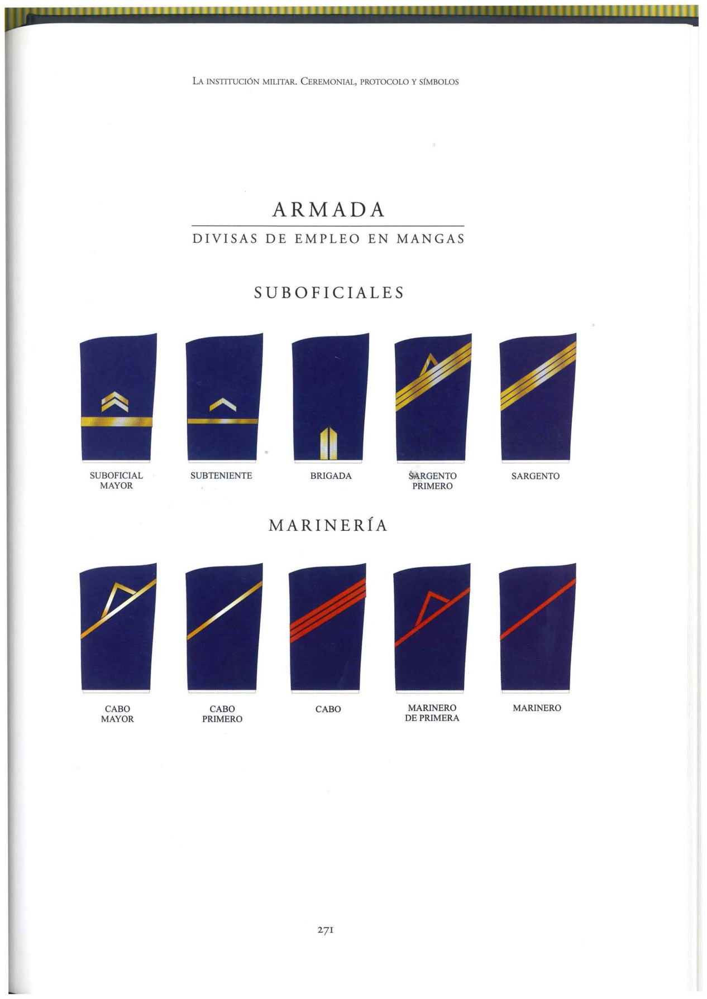 LA INSTITUCIÓN MILITAR. CEREMONIAL, PROTOCOLO Y SÍMBOLOS
ARMADA
DIVISAS DE EMPLEO EN MANGAS
SUBOFICIALES
SUBOFICIAL
MAYOR
SUBTENIENTE
BRIGADA
SARGENTO
PRIMERO
SARGENTO
MARINERÍA
CABO
MAYOR
CABO
PRIMERO
CABO
MARINERO
DE PRIMERA
MARINERO
271